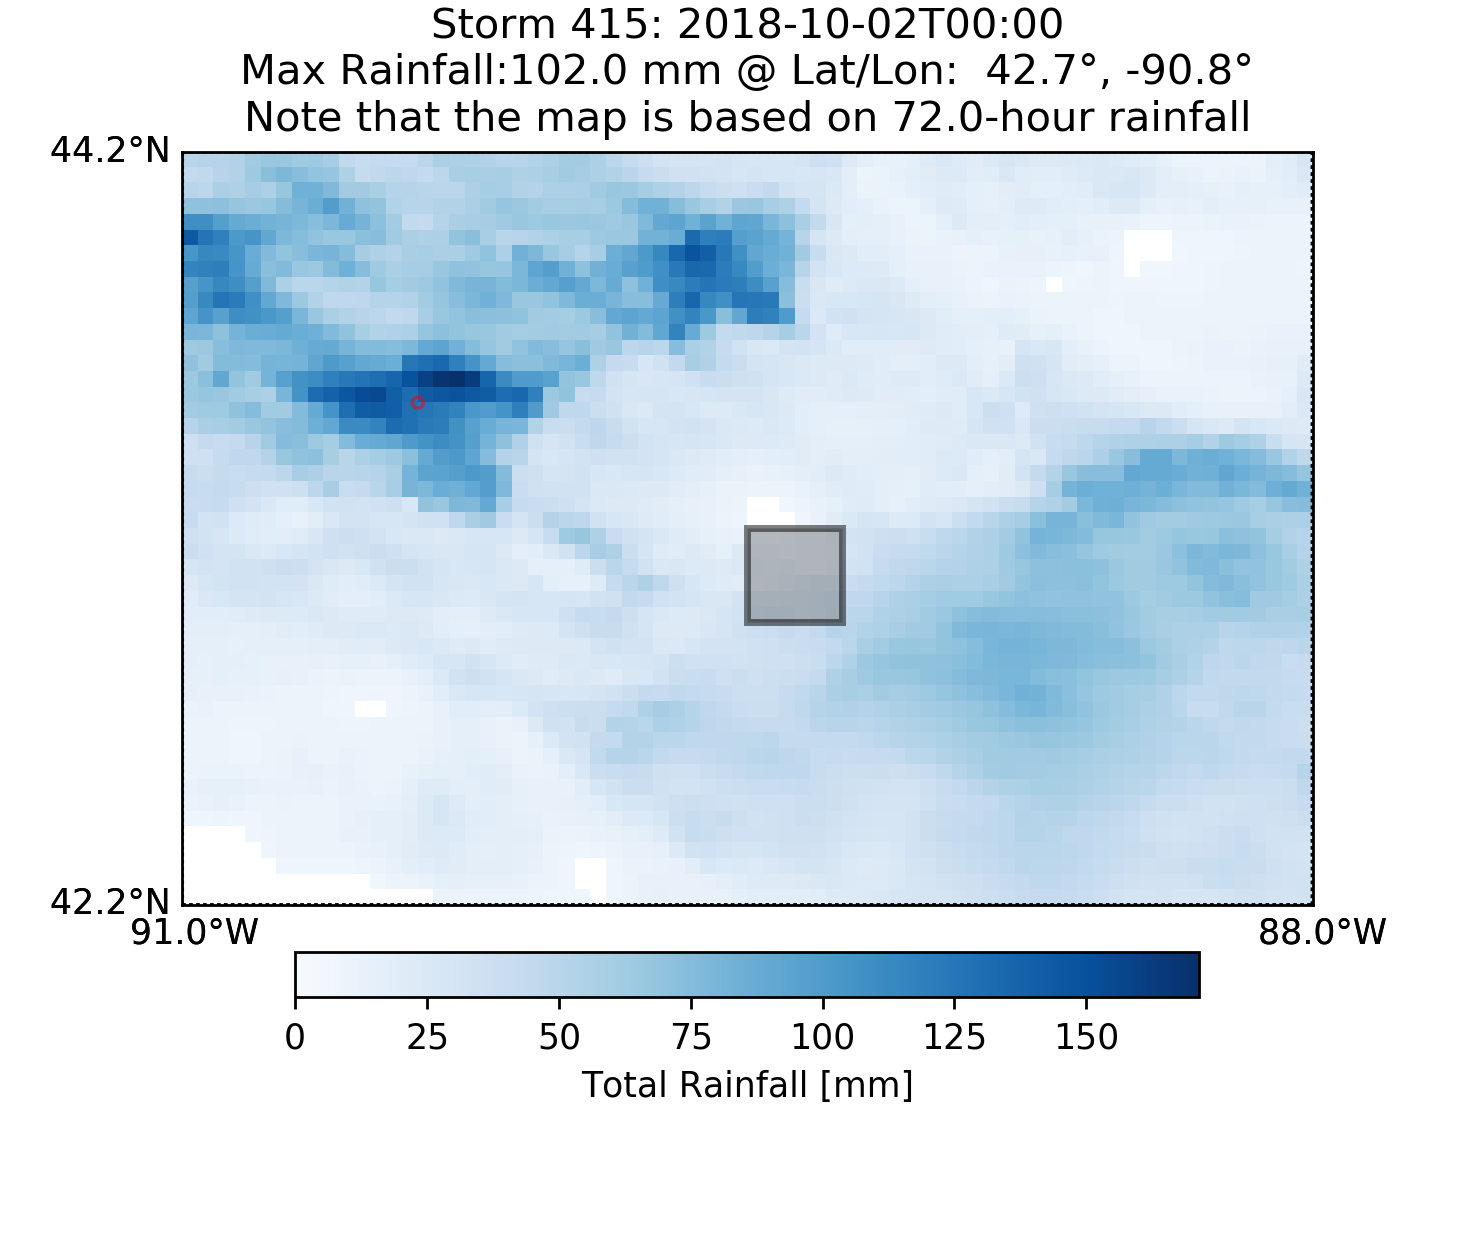 Storm 415: 2018-10-02T00:00
Max Rainfall:102.0 mm @ Lat/Lon:  42.7°, -90.8°
Note that the map is based on 72.0-hour rainfall
44.2°N
42.2°N
91.0°W 88.0°W
0 25 50 75 100 125 150
Total Rainfall [mm]